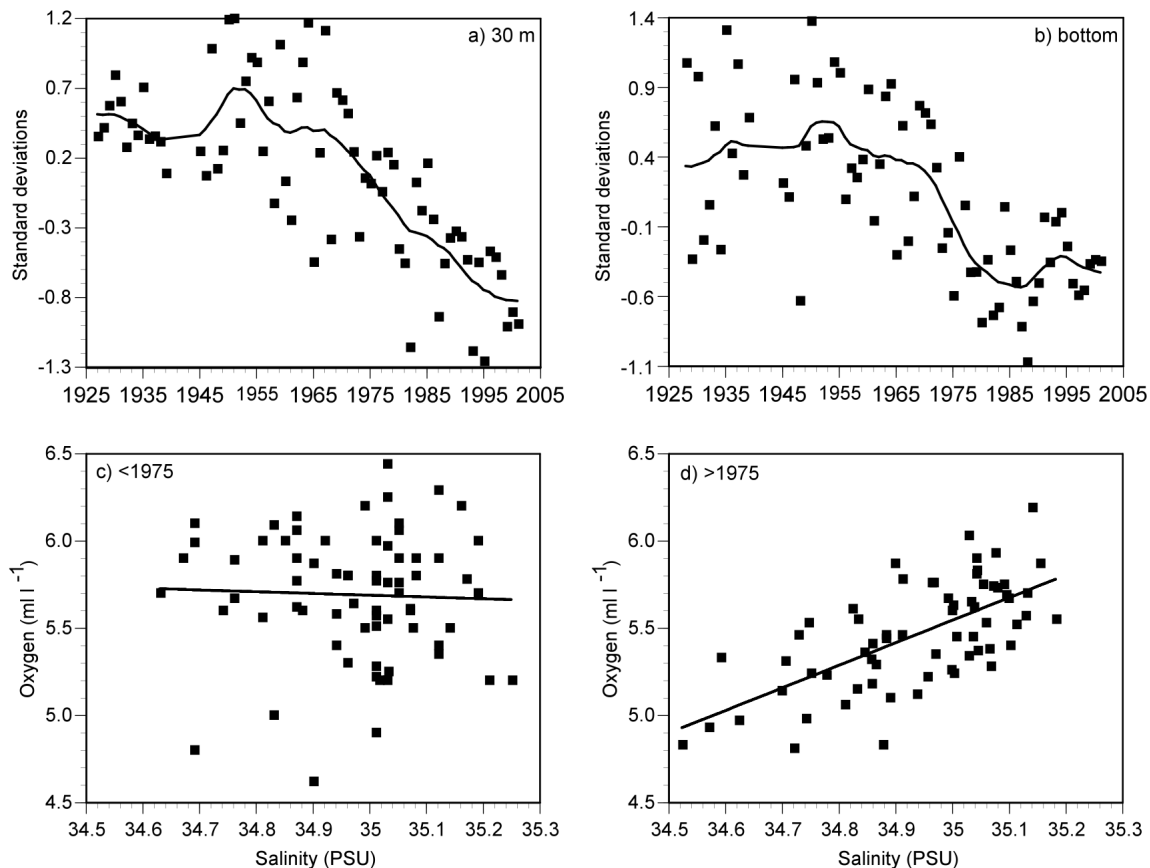 a) 30 m
Standard deviations
1.2
0.7
0.2
-0.3
-0.8
-1.3
1925 1935 1945 1955 1965 1975 1985 1995 2005
b) bottom
Standard deviations
1.4
0.9
0.4
-0.1
-0.6
-1.1
1925 1935 1945 1955 1965 1975 1985 1995 2005
c) <1975
Oxygen (ml l -1)
6.5
6.0
5.5
5.0
4.5
34.5 34.6 34.7 34.8 34.9 35 35.1 35.2 35.3
Salinity (PSU)
d) >1975
Oxygen (ml l -1)
6.5
6.0
5.5
5.0
4.5
34.5 34.6 34.7 34.8 34.9 35 35.1 35.2 35.3
Salinity (PSU)